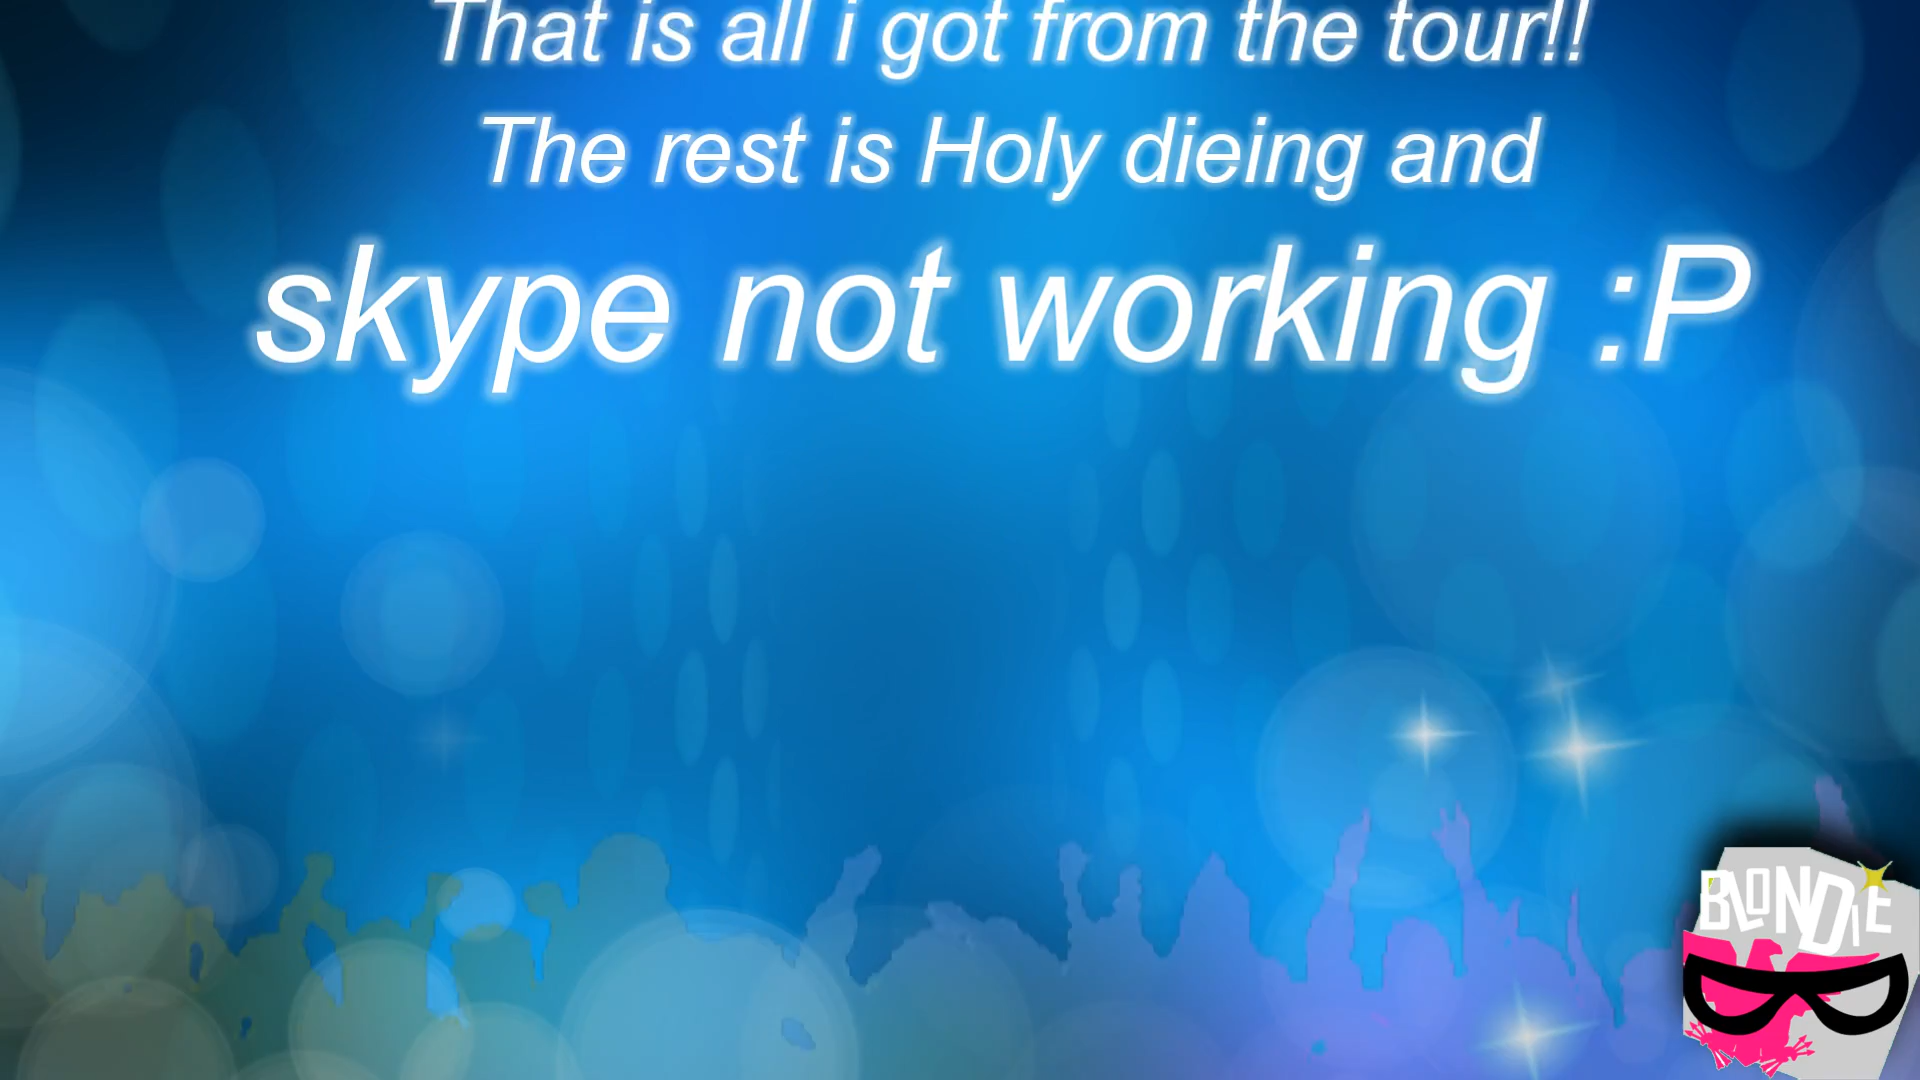 That is all i got from the tour!!
The rest is Holy dieing and
skype not working :P
BLONDIE